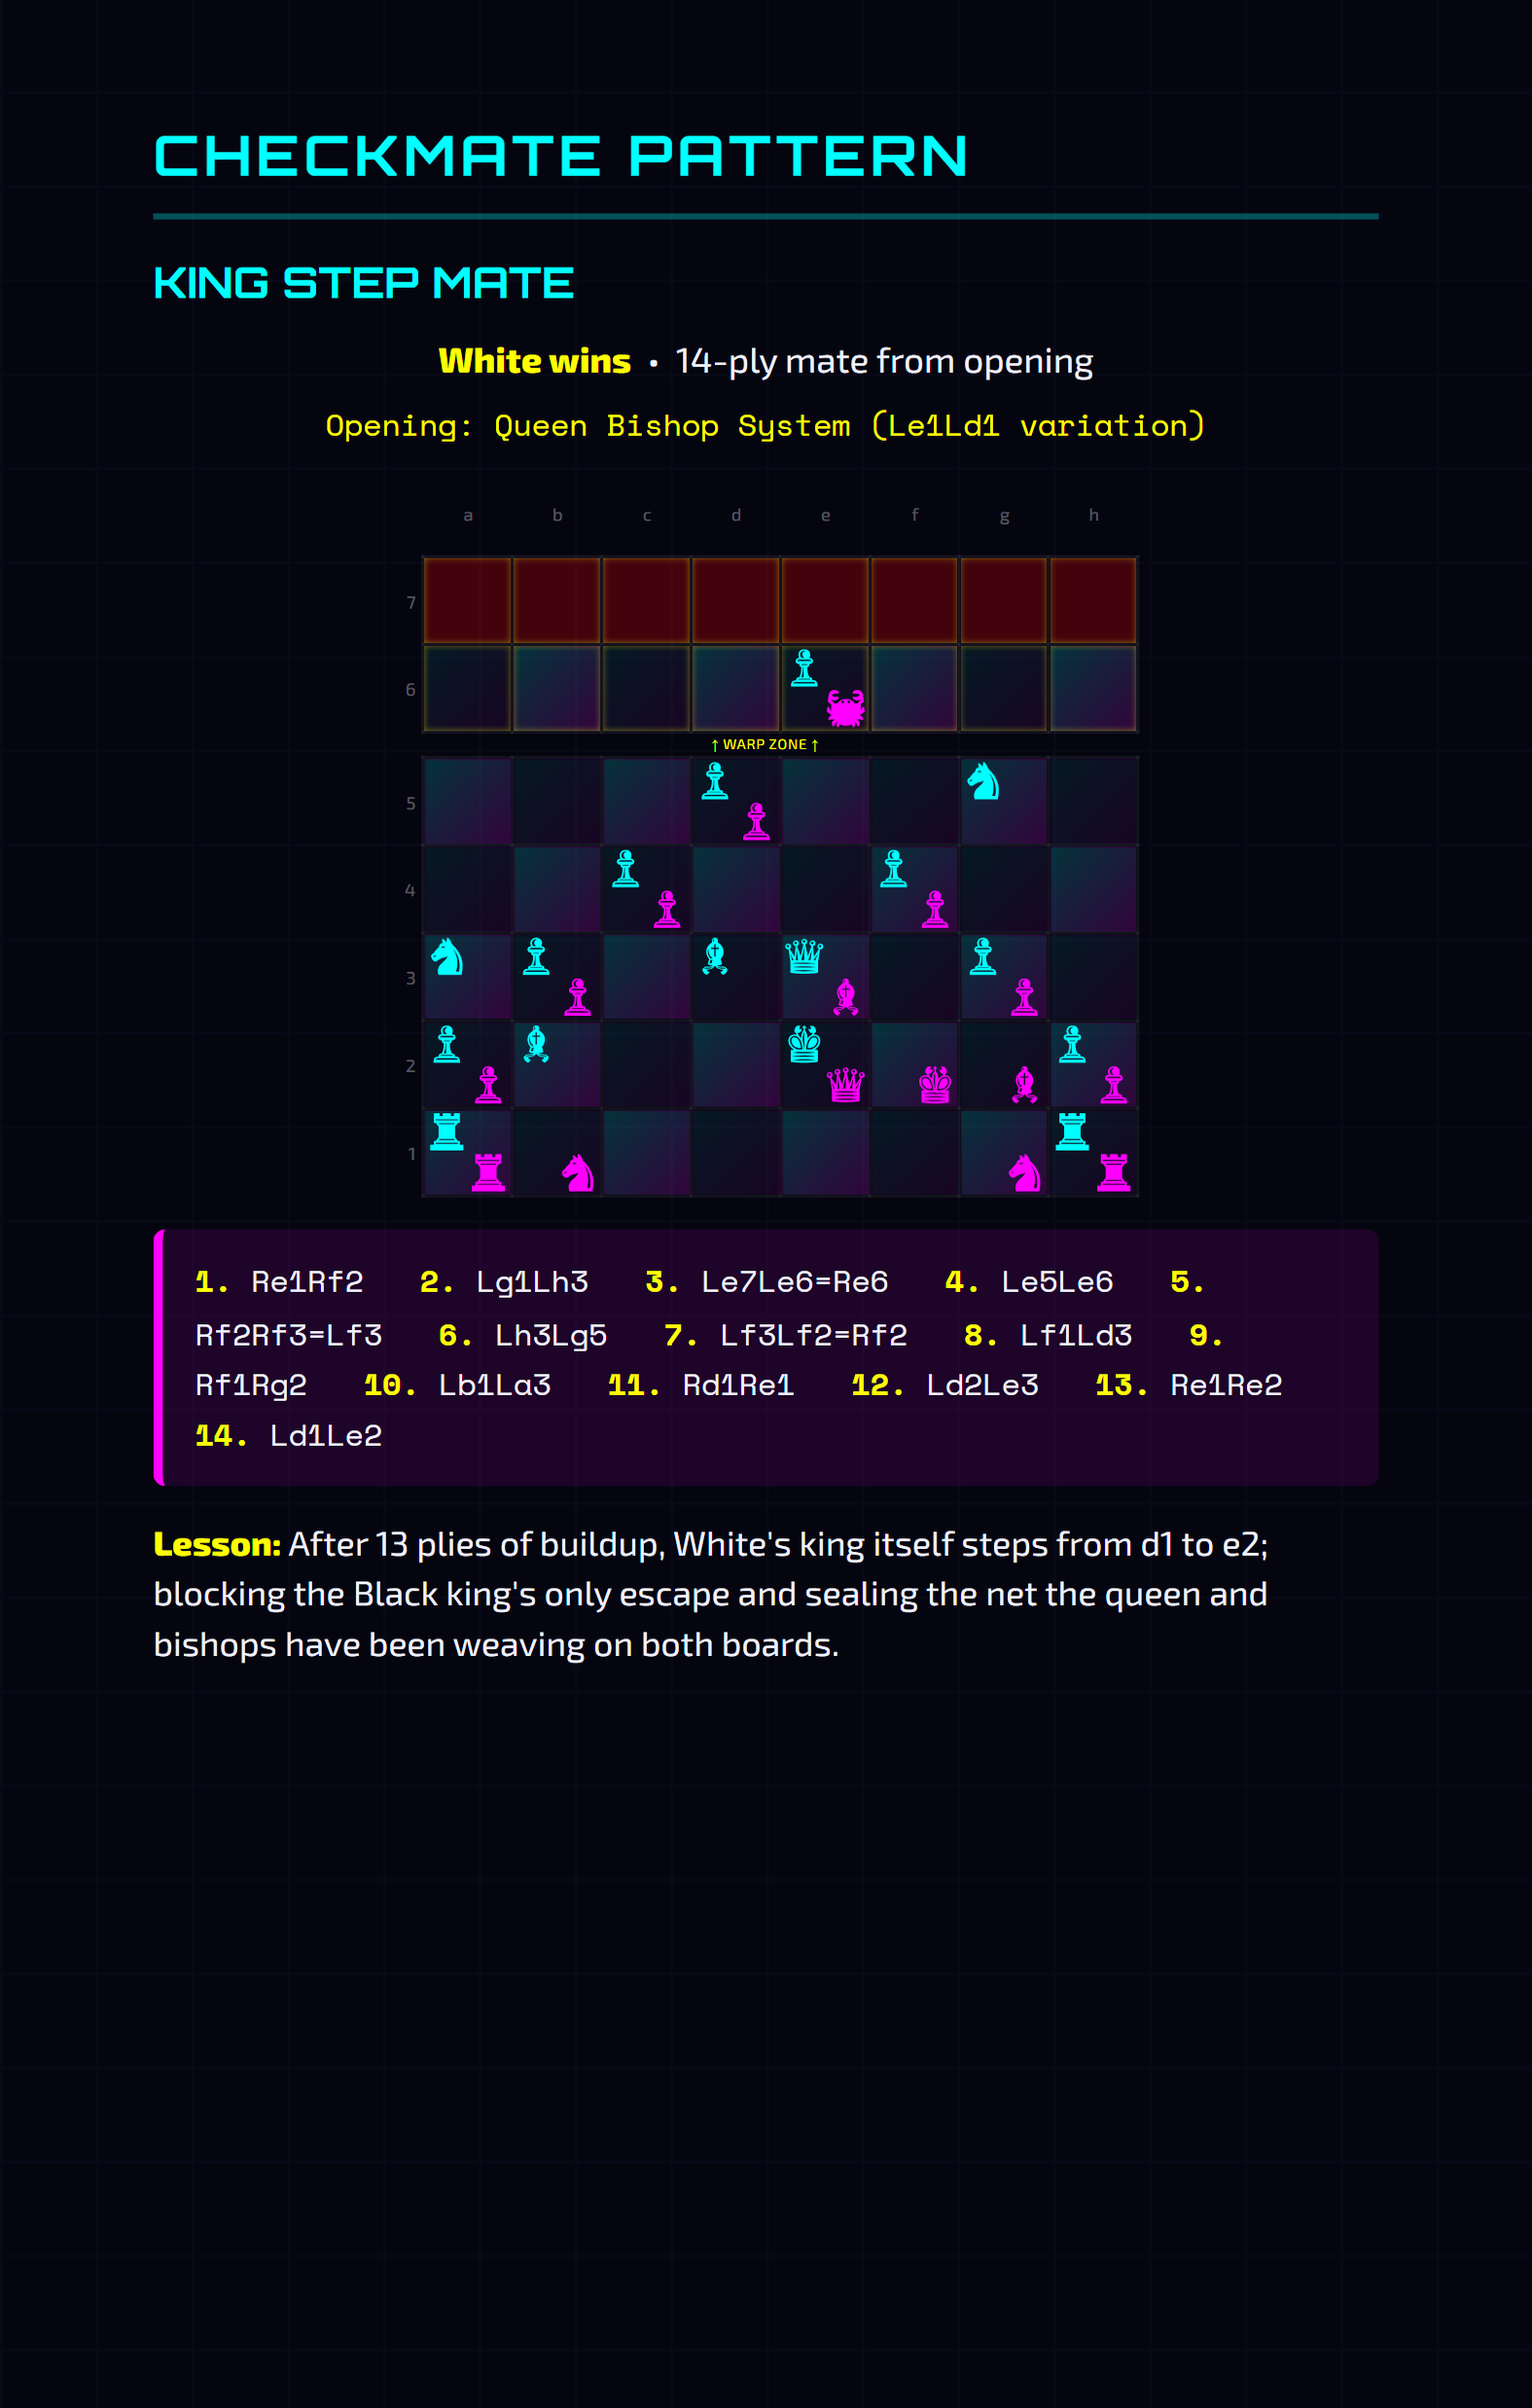 CHECKMATE PATTERN
KING STEP MATE
White wins • 14-ply mate from opening
Opening: Queen Bishop System (Le1Ld1 variation)
a b c d e f g h
7
6
↑ WARP ZONE ↑
5
4
3
2
1
1. Re1Rf2 2. Lg1Lh3 3. Le7Le6=Re6 4. Le5Le6 5.
Rf2Rf3=Lf3 6. Lh3Lg5 7. Lf3Lf2=Rf2 8. Lf1Ld3 9.
Rf1Rg2 10. Lb1La3 11. Rd1Re1 12. Ld2Le3 13. Re1Re2
14. Ld1Le2
Lesson: After 13 plies of buildup, White's king itself steps from d1 to e2;
blocking the Black king's only escape and sealing the net the queen and
bishops have been weaving on both boards.